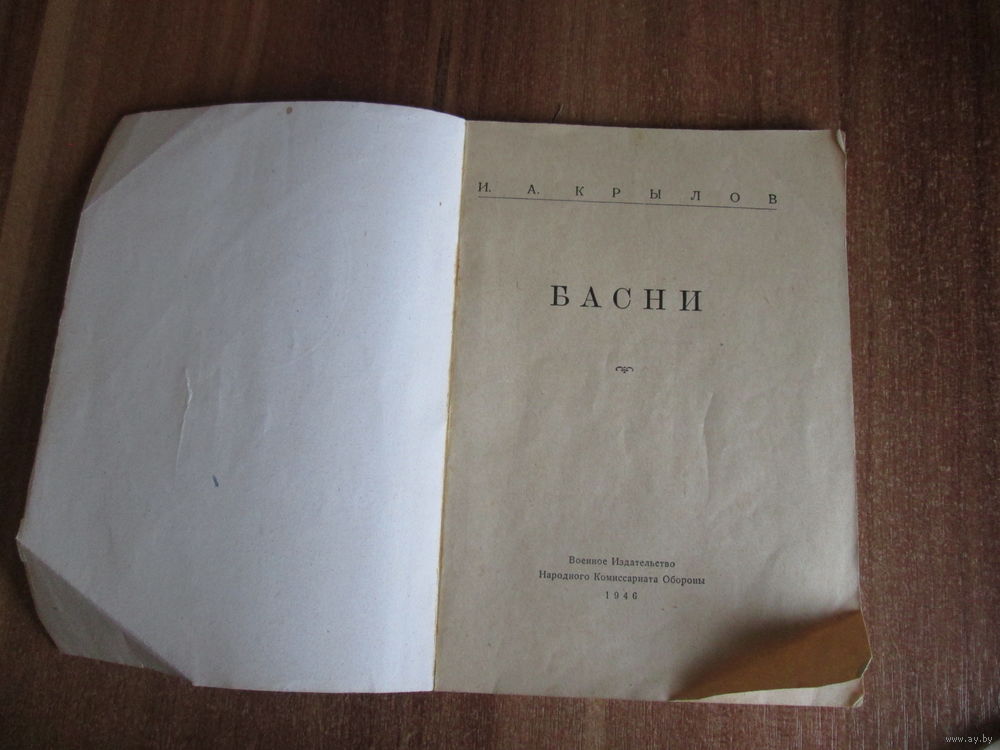 И. А. КРЫЛОВ
БАСНИ
Военное Издательство
Народного Комиссариата Обороны
1946
www.ay.by